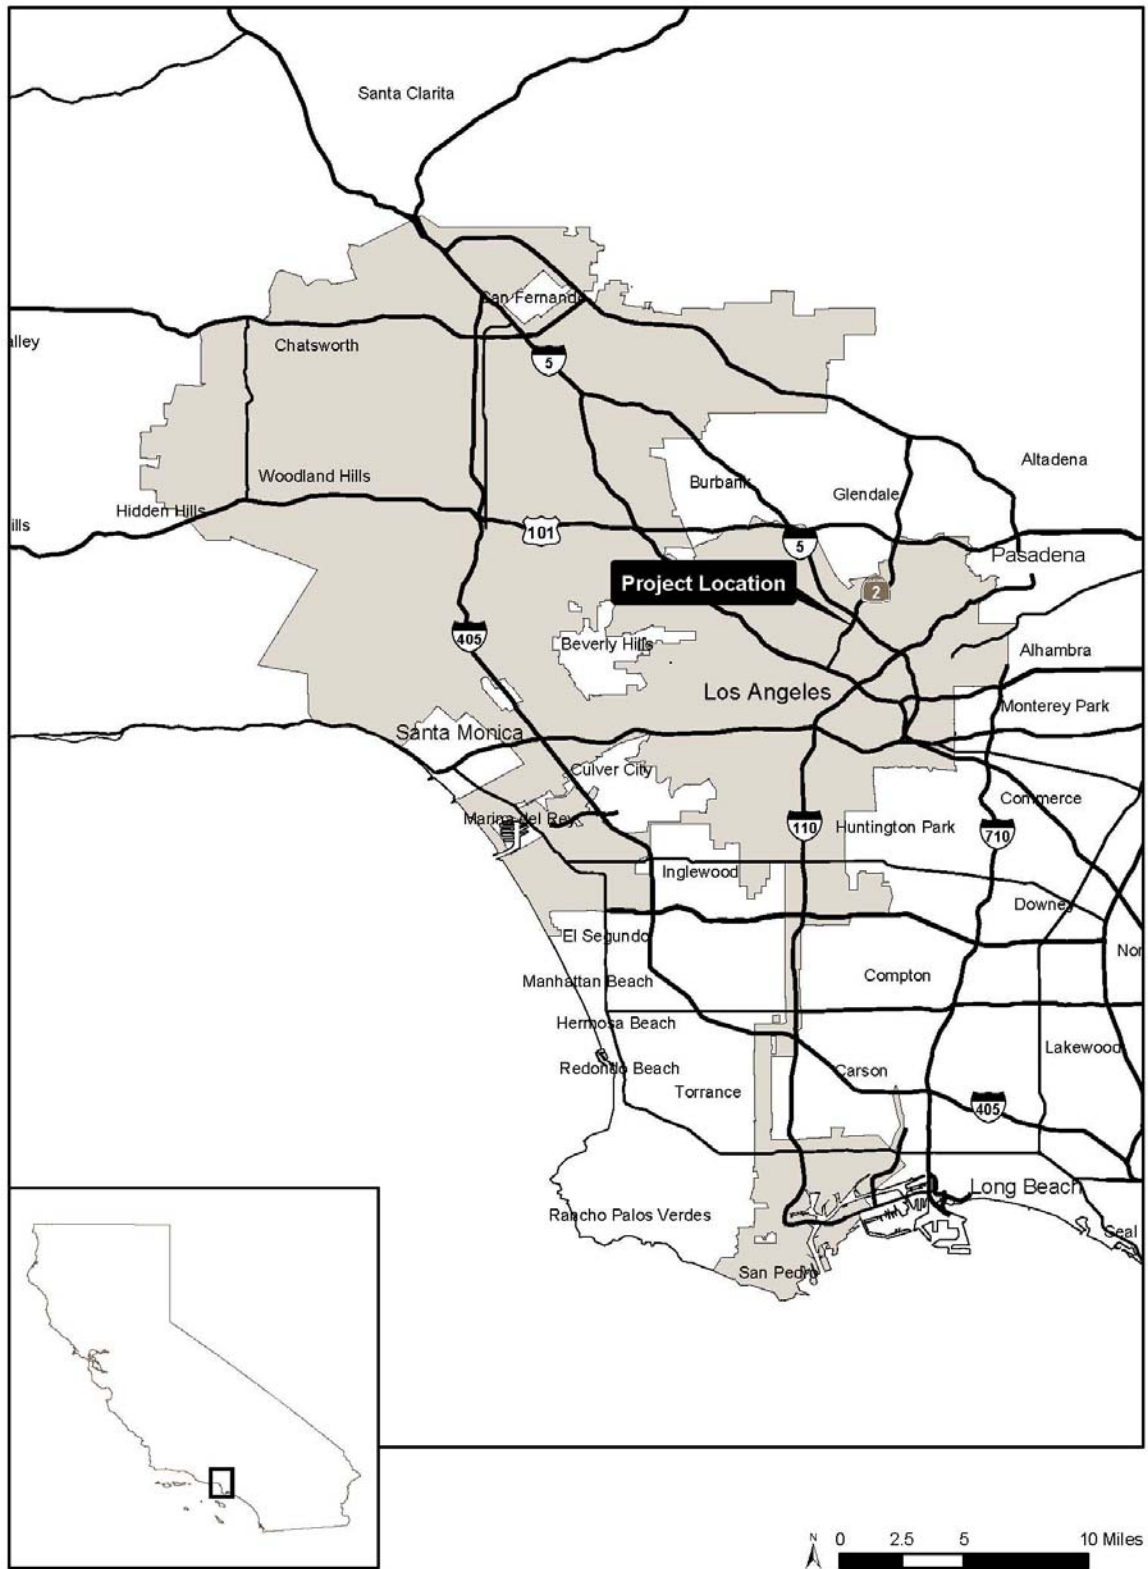 Santa Clarita
San Fernando
alley
Chatsworth
5
Altadena
Woodland Hills
Burbank
Glendale
Hidden Hills
ills
101
5
Pasadena
Project Location
2
405
Beverly Hills
Alhambra
Los Angeles
Monterey Park
Santa Monica
Culver City
Commerce
Marina del Rey
110
Huntington Park
710
Inglewood
Downey
El Segundo
Nor
Manhattan Beach
Compton
Hermosa Beach
Lakewood
Redondo Beach
Carson
Torrance
405
Long Beach
Rancho Palos Verdes
Seal
San Pedro
N
0 2.5 5 10 Miles